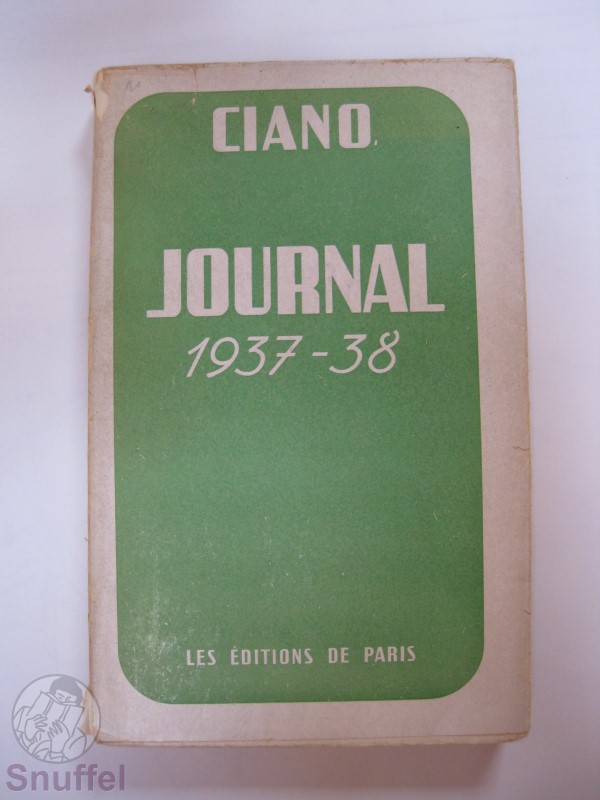 CIANO
JOURNAL
1937-38
LES ÉDITIONS DE PARIS
Snuffel